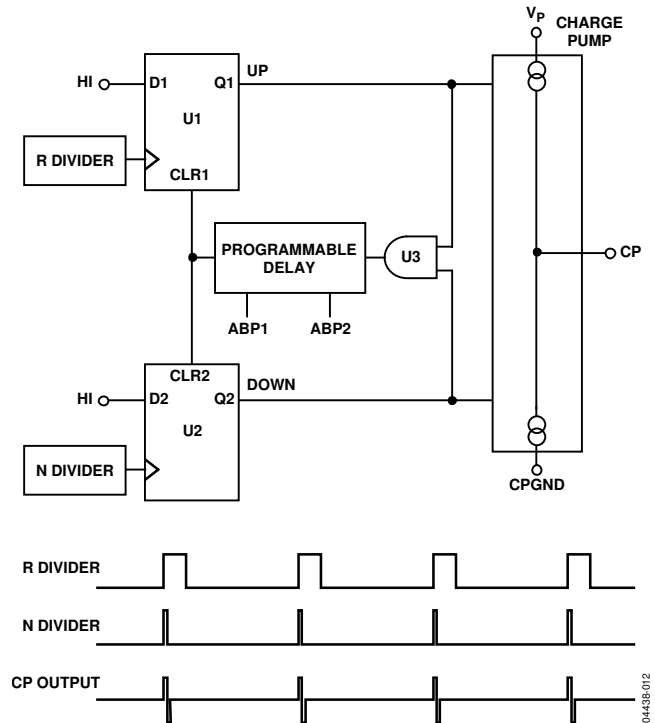 VP
CHARGE
PUMP
UP
HI
D1
Q1
U1
R DIVIDER
CLR1
PROGRAMMABLE
DELAY
U3
CP
ABP1
ABP2
CLR2
DOWN
HI
D2
Q2
U2
N DIVIDER
CPGND
R DIVIDER
N DIVIDER
CP OUTPUT
04438-012